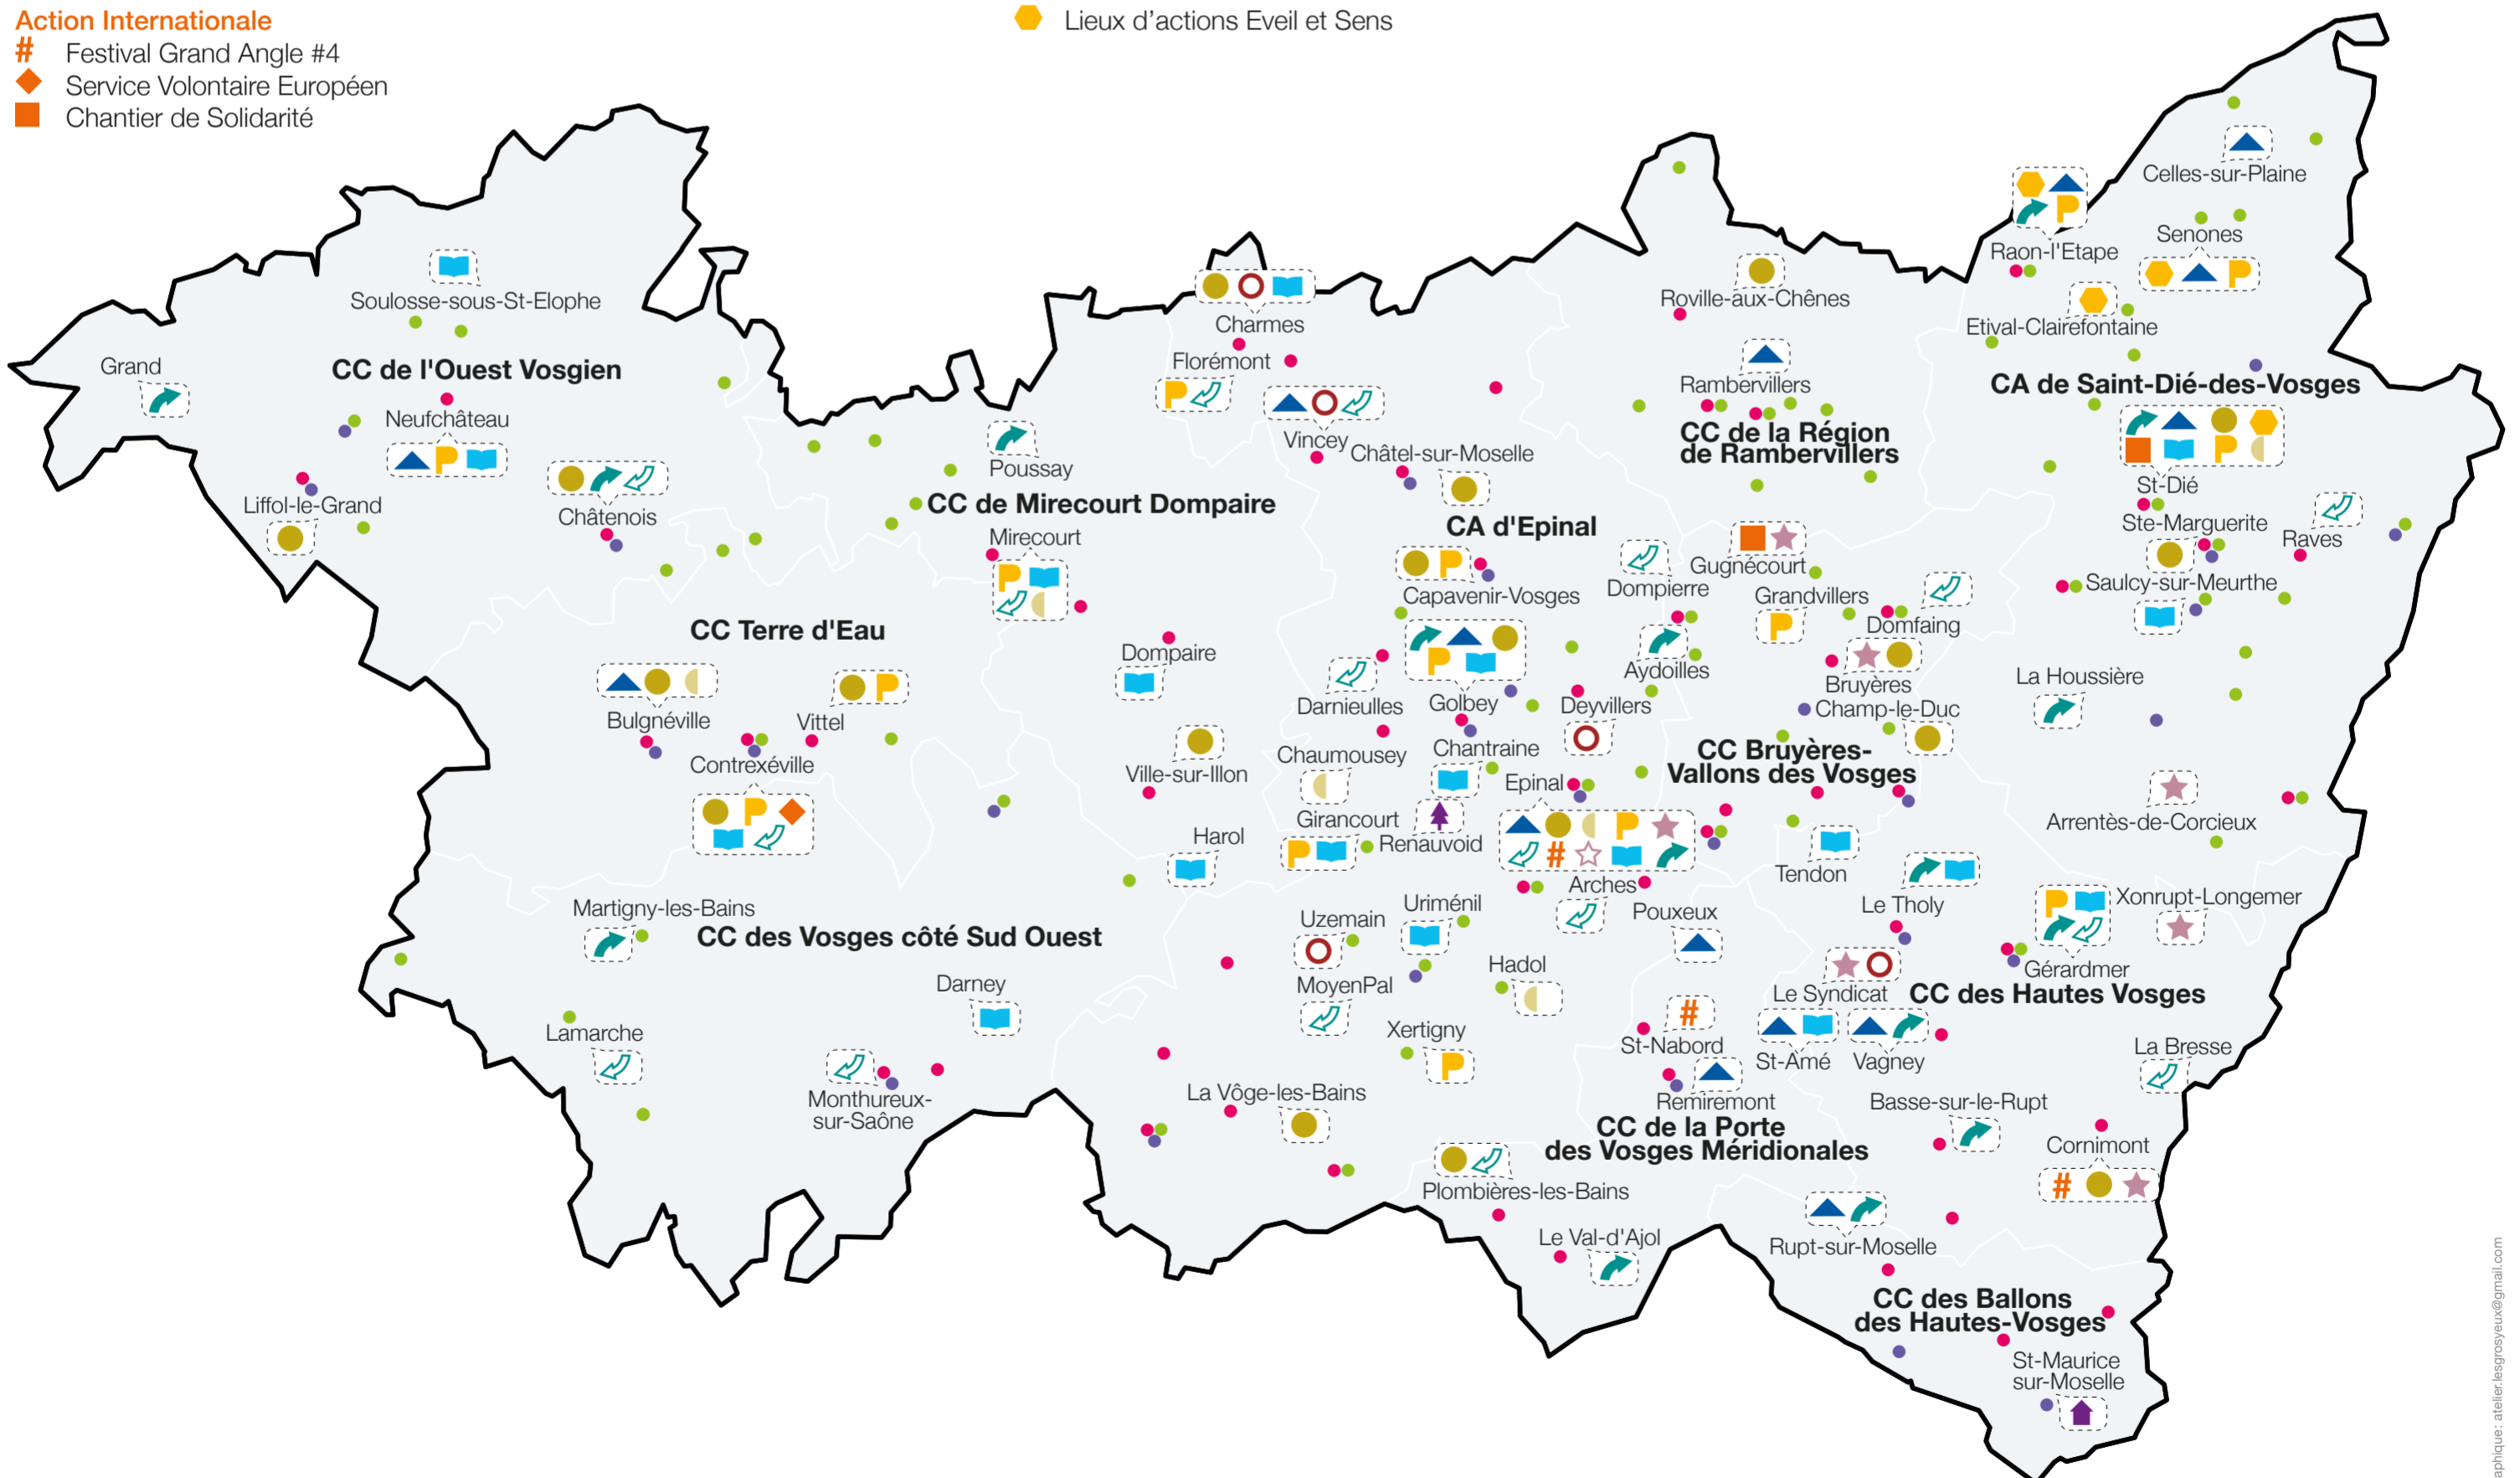 Action Internationale
# Festival Grand Angle #4
Service Volontaire Européen
Chantier de Solidarité
Lieux d'actions Eveil et Sens
Celles-sur-Plaine
Senones
Raon-l'Etape
Etival-Clairefontaine
Soulosse-sous-St-Elophe
Grand
CC de l'Ouest Vosgien
Neufchâteau
Liffol-le-Grand
Châtenois
Charmes
Florémont
Vincey
Châtel-sur-Moselle
Roville-aux-Chênes
Rambervillers
CC de la Région
de Rambervillers
CA de Saint-Dié-des-Vosges
St-Dié
Ste-Marguerite
Raves
Saulcy-sur-Meurthe
Poussay
CC de Mirecourt Dompaire
Mirecourt
CA d'Epinal
Capavenir-Vosges
Dompierre
Gugnécourt
Grandvillers
Domfaing
Bruyères
Champ-le-Duc
CC Terre d'Eau
Bulgnéville
Vittel
Contrexéville
Dompaire
Ville-sur-Illon
Harol
Darnieulles
Golbey
Deyvillers
Aydoilles
Chaumousey
Chantraine
Epinal
Girancourt
Renauvoid
CC Bruyères-
Vallons des Vosges
La Houssière
Arrentès-de-Corcieux
Tendon
Le Tholy
Xonrupt-Longemer
Gérardmer
Martigny-les-Bains
CC des Vosges côté Sud Ouest
Darney
Lamarche
Monthureux-
sur-Saône
Uzemain
Uriménil
Arches
Pouxeux
MoyenPal
Hadol
Xertigny
Le Syndicat
CC des Hautes Vosges
#
St-Nabord
St-Amé
Vagney
La Bresse
Remiremont
Basse-sur-le-Rupt
La Vôge-les-Bains
CC de la Porte
des Vosges Méridionales
Cornimont
#
Plombières-les-Bains
Le Val-d'Ajol
Rupt-sur-Moselle
CC des Ballons
des Hautes-Vosges
St-Maurice
sur-Moselle
aphique: atelier.lesgrosyeux@gmail.com